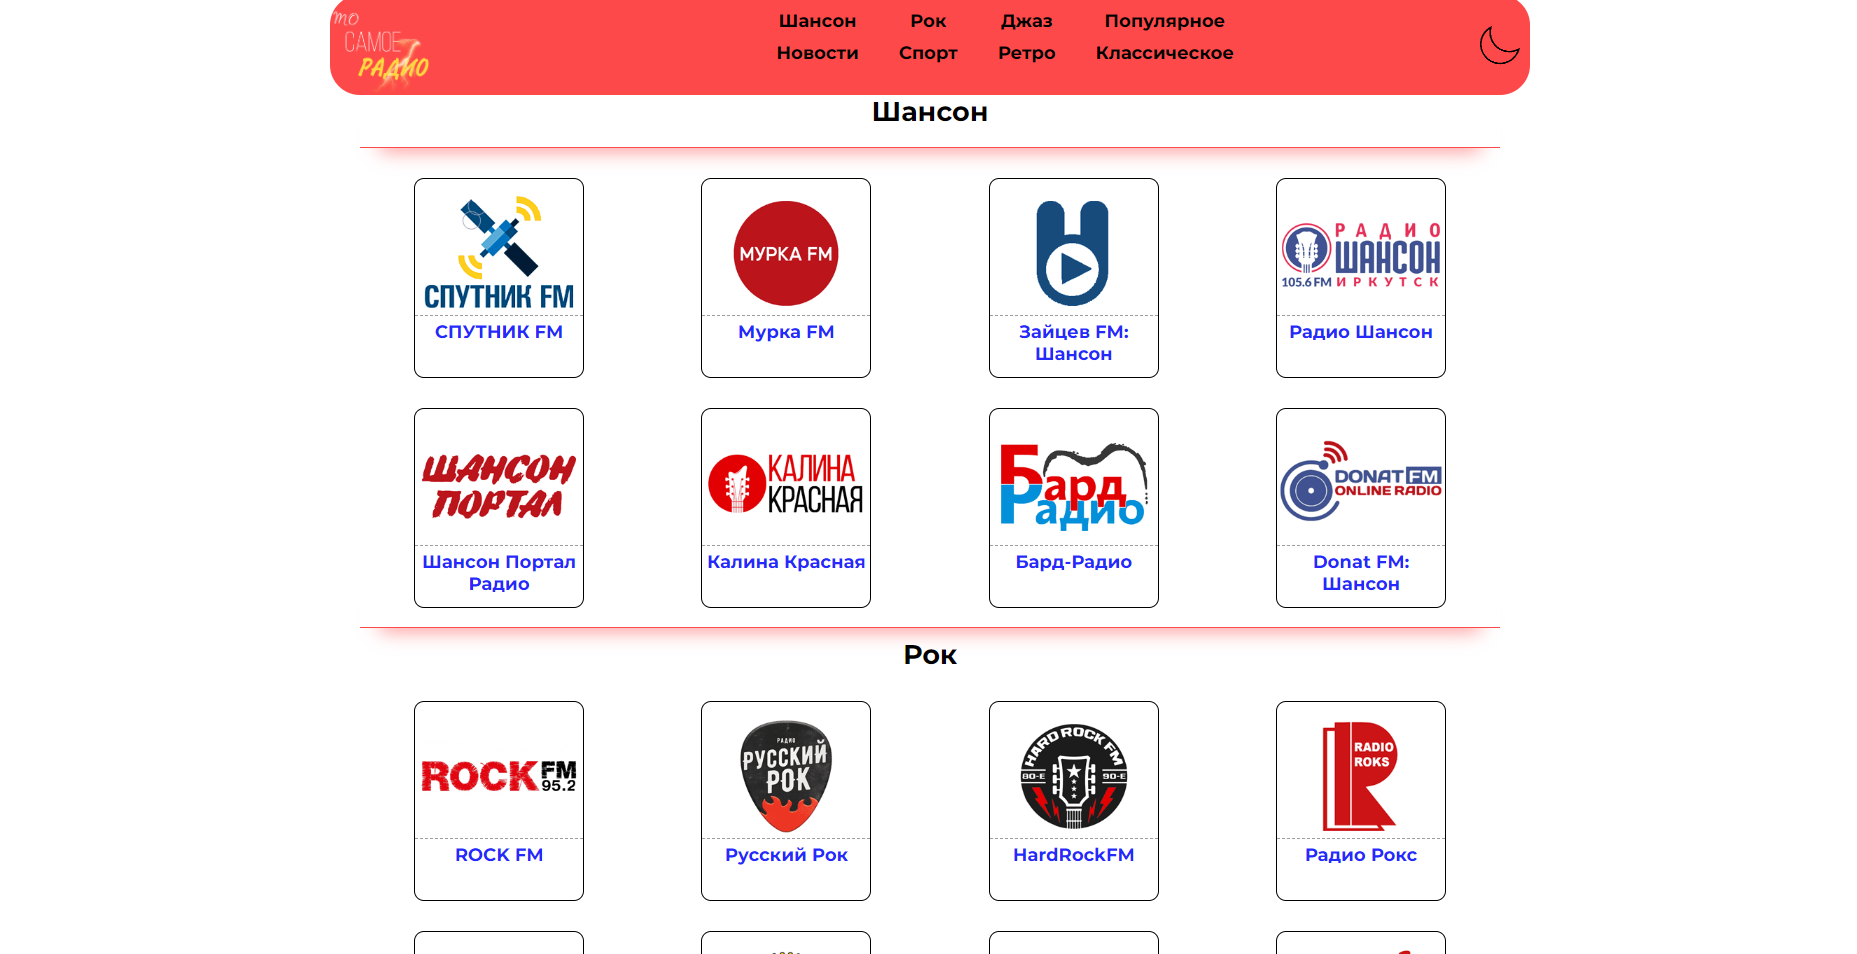 то
САМОЕ
РАДИО
Шансон Рок Джаз Популярное
Новости Спорт Ретро Классическое
Шансон
СПУТНИК FM
СПУТНИК FM
МУРКА FM
Мурка FM
Зайцев FM:
Шансон
РАДИО
ШАНСОН
105.6 FM ИРКУТСК
Радио Шансон
ШАНСОН
ПОРТАЛ
Шансон Портал
Радио
КАЛИНА
КРАСНАЯ
Калина Красная
Бард
Радио
Бард-Радио
DONAT FM
ONLINE RADIO
Donat FM:
Шансон
Рок
ROCK FM
95.2
ROCK FM
РАДИО
РУССКИЙ
РОК
Русский Рок
HARD ROCK FM
80-Е 90-Е
HardRockFM
RADIO
ROKS
Радио Рокс